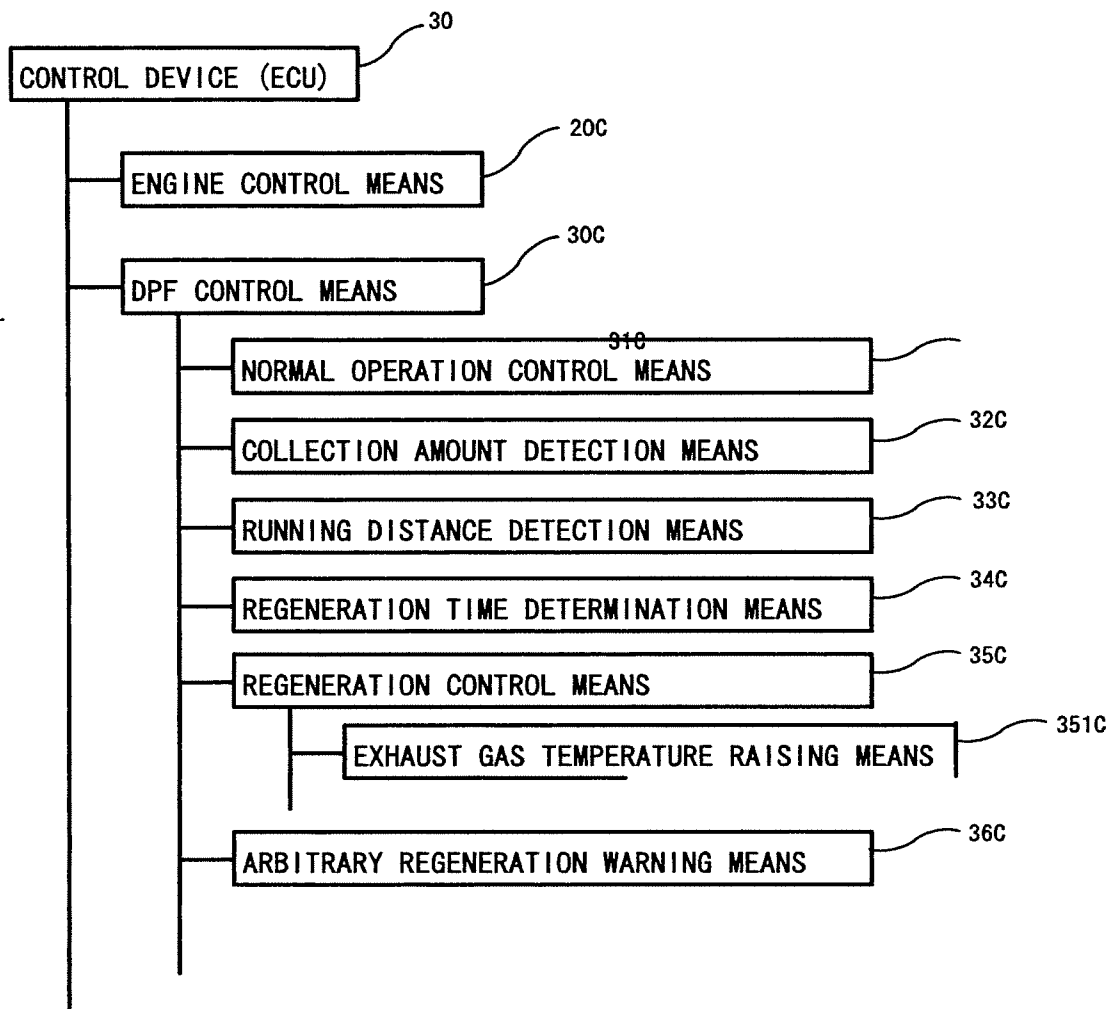 30
CONTROL DEVICE (ECU)
20C
ENGINE CONTROL MEANS
30C
DPF CONTROL MEANS
31C
NORMAL OPERATION CONTROL MEANS
32C
COLLECTION AMOUNT DETECTION MEANS
33C
RUNNING DISTANCE DETECTION MEANS
34C
REGENERATION TIME DETERMINATION MEANS
35C
REGENERATION CONTROL MEANS
351C
EXHAUST GAS TEMPERATURE RAISING MEANS
36C
ARBITRARY REGENERATION WARNING MEANS